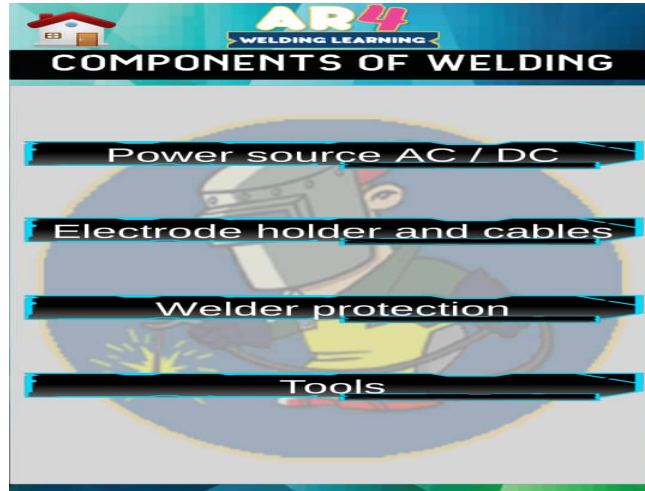 AR4
WELDING LEARNING
COMPONENTS OF WELDING
Power source AC / DC
Electrode holder and cables
Welder protection
Tools